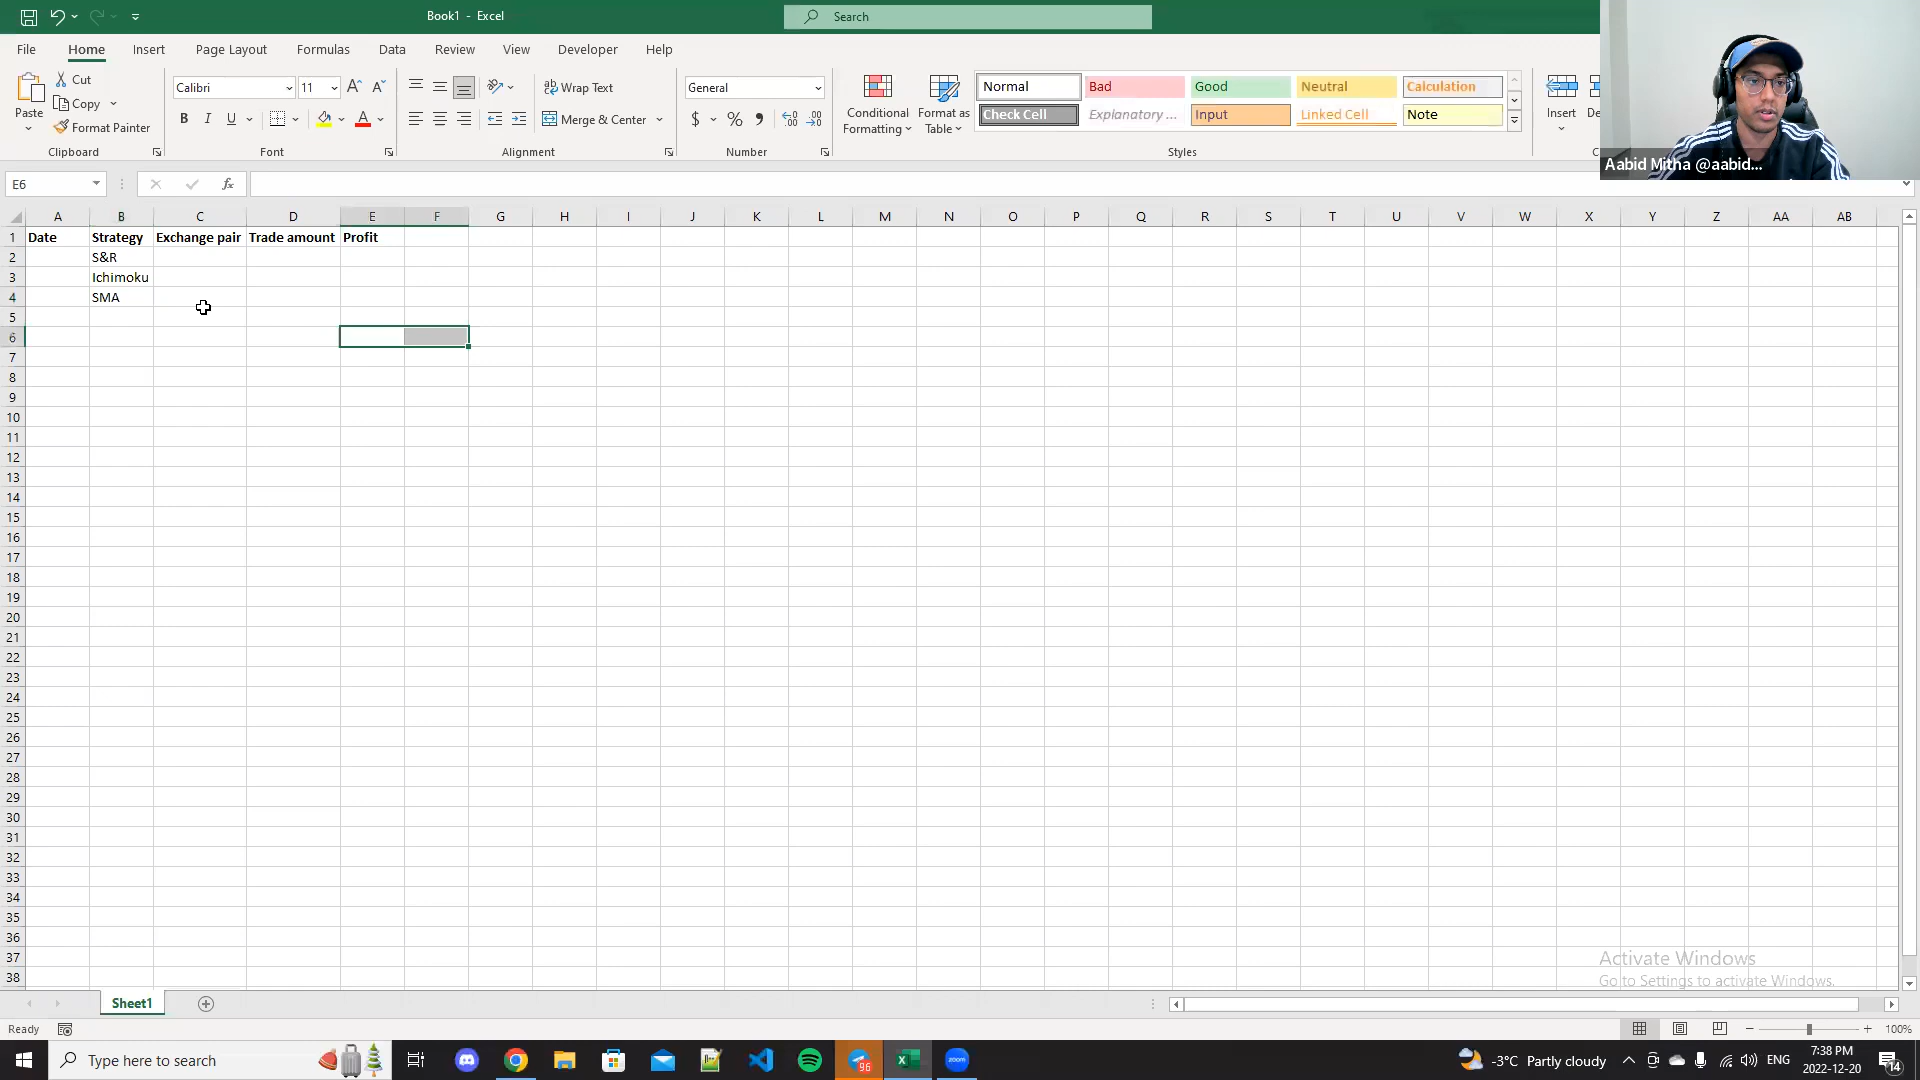 Book1 - Excel
Search
File Home Insert Page Layout Formulas Data Review View Developer Help
Paste
Cut
Copy
Format Painter
Clipboard
Calibri 11
B I U
Font
Wrap Text
Merge & Center
Alignment
General
$ % 9
Number
Conditional Formatting
Format as Table
Normal Bad Good Neutral Calculation
Check Cell Explanatory ... Input Linked Cell Note
Styles
Insert
De
C
Aabid Mitha @aabid...
E6
fx
A B C D E F G H I J K L M N O P Q R S T U V W X Y Z AA AB
1 Date Strategy Exchange pair Trade amount Profit
2 S&R
3 Ichimoku
4 SMA
5
6
7
8
9
10
11
12
13
14
15
16
17
18
19
20
21
22
23
24
25
26
27
28
29
30
31
32
33
34
35
36
37
38
Activate Windows
Go to Settings to activate Windows.
Sheet1
Ready
100%
Type here to search
96
zoom
-3°C Partly cloudy
ENG
7:38 PM
2022-12-20
14